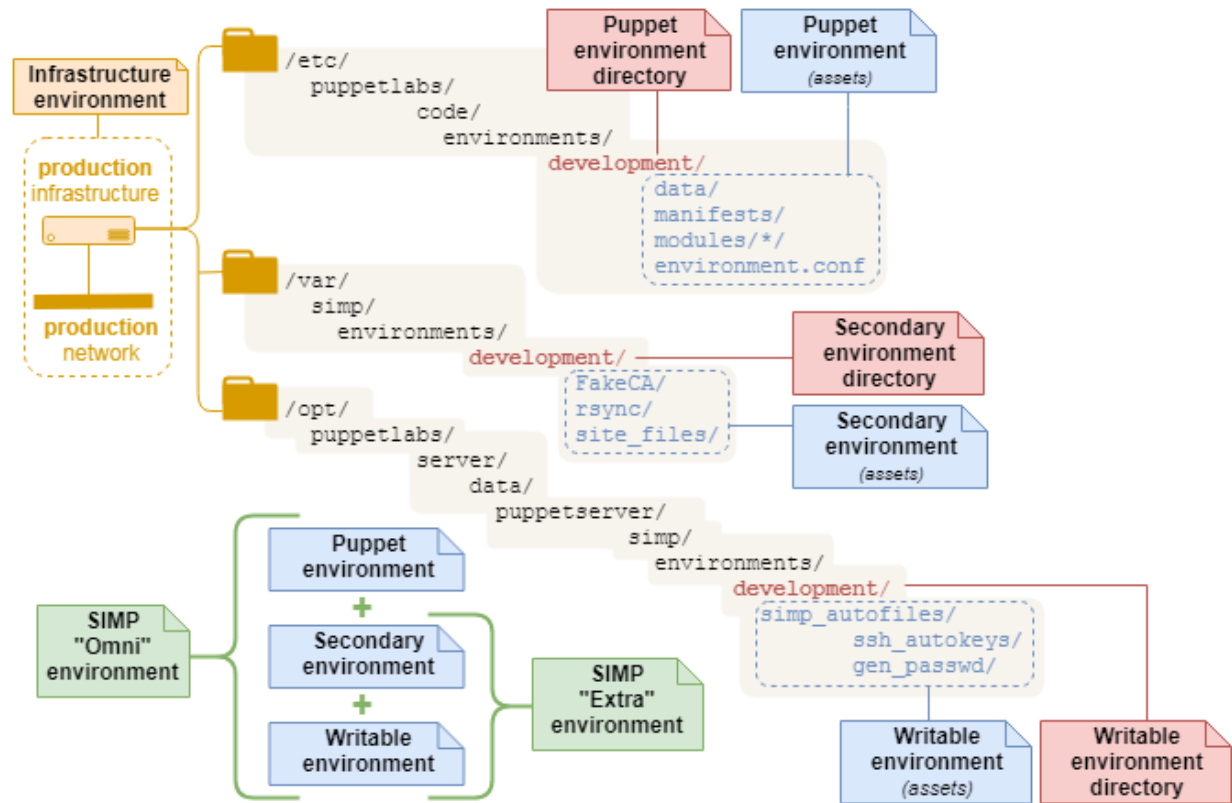 Infrastructure
environment
production
infrastructure
production
network
/etc/
puppetlabs/
code/
environments/
development/
data/
manifests/
modules/*/
environment.conf
Puppet
environment
directory
Puppet
environment
(assets)
/var/
simp/
environments/
development/
FakeCA/
rsync/
site_files/
Secondary
environment
directory
Secondary
environment
(assets)
/opt/
puppetlabs/
server/
data/
puppetserver/
simp/
environments/
development/
simp_autofiles/
ssh_autokeys/
gen_passwd/
Writable
environment
(assets)
Writable
environment
directory
SIMP
"Omni"
environment
Puppet
environment
+
Secondary
environment
+
Writable
environment
SIMP
"Extra"
environment